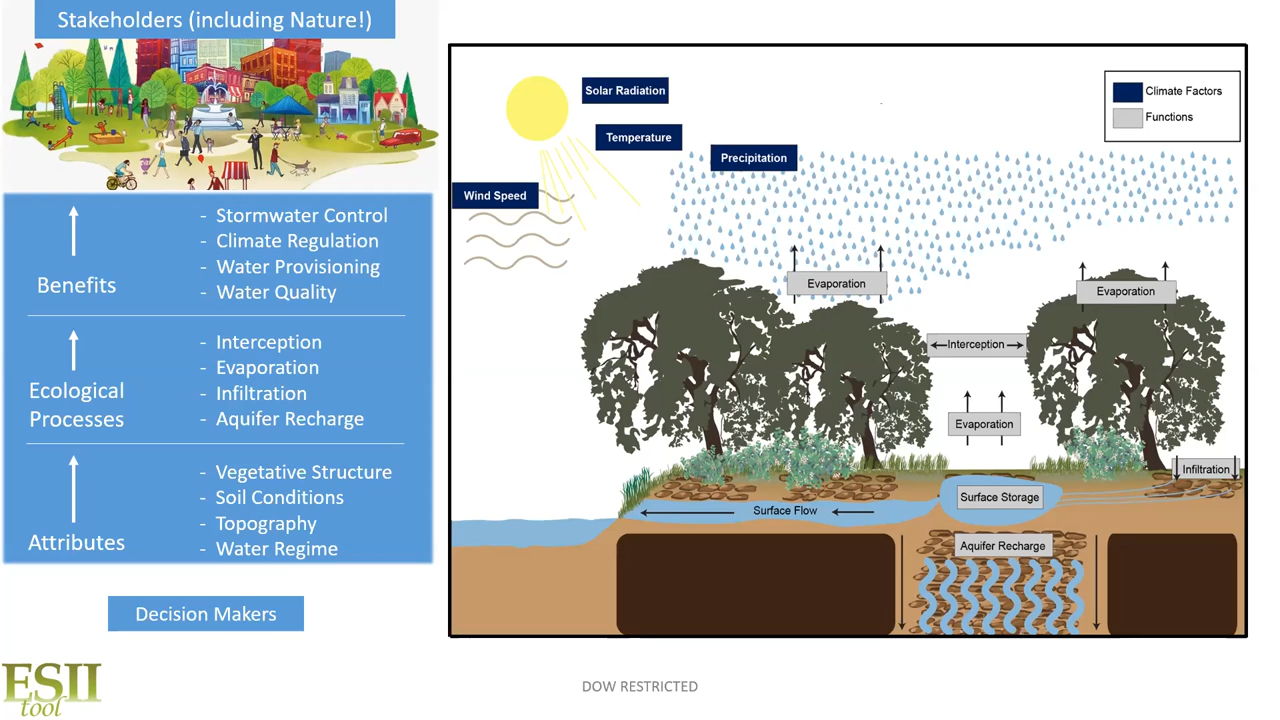 Stakeholders (including Nature!)
Benefits
- Stormwater Control
- Climate Regulation
- Water Provisioning
- Water Quality
Ecological
Processes
- Interception
- Evaporation
- Infiltration
- Aquifer Recharge
Attributes
- Vegetative Structure
- Soil Conditions
- Topography
- Water Regime
Decision Makers
ESII
tool
Solar Radiation
Temperature
Precipitation
Wind Speed
Climate Factors
Functions
Evaporation
Evaporation
Interception
Evaporation
Infiltration
Surface Storage
Surface Flow
Aquifer Recharge
DOW RESTRICTED